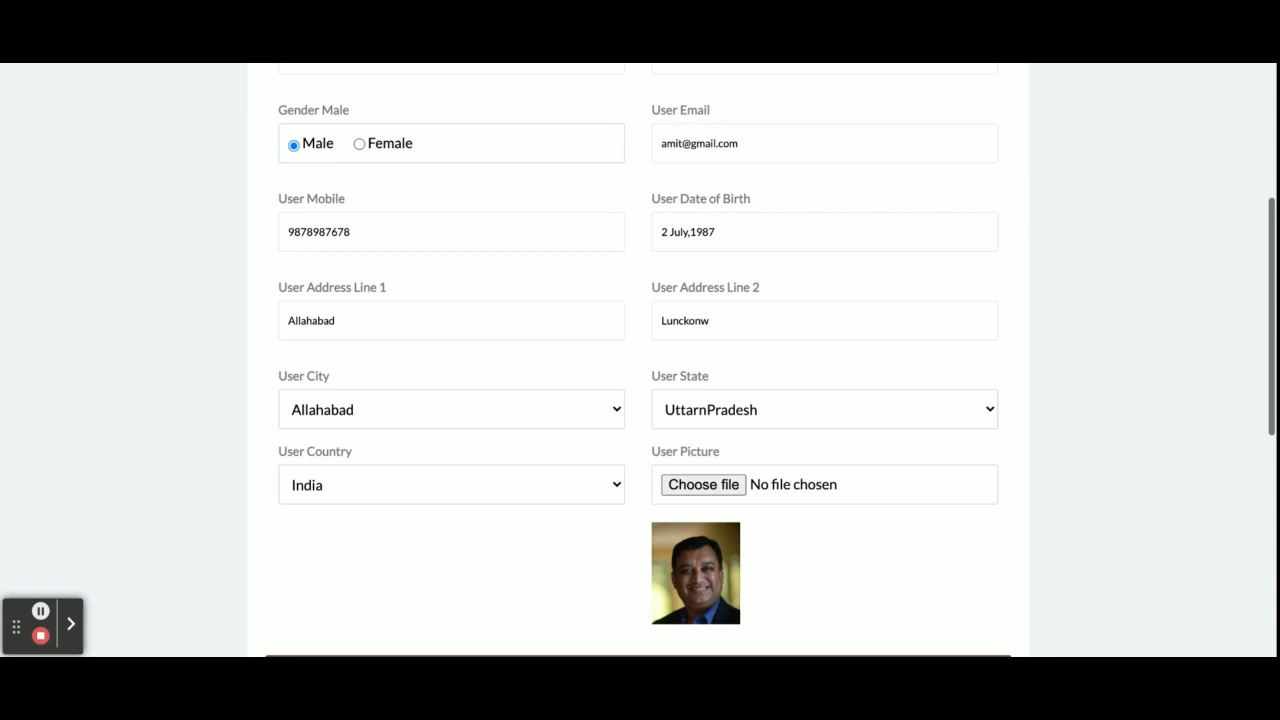 Gender Male
User Email
Male Female
amit@gmail.com
User Mobile
User Date of Birth
9878987678
2 July,1987
User Address Line 1
User Address Line 2
Allahabad
Lunckonw
User City
User State
Allahabad
UttarnPradesh
User Country
User Picture
India
Choose file No file chosen